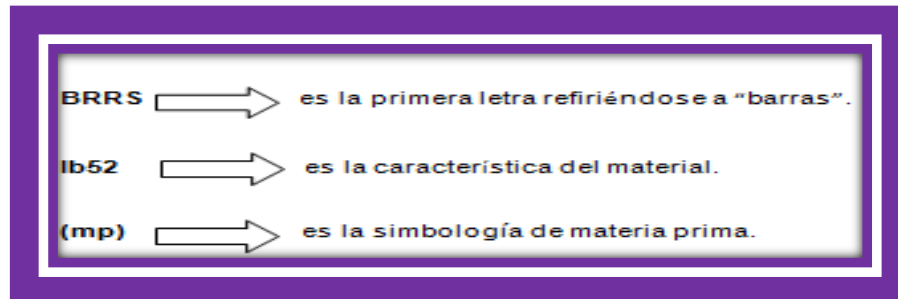 BRRS es la primera letra refiriéndose a “barras”.
lb52 es la característica del material.
(mp) es la simbología de materia prima.